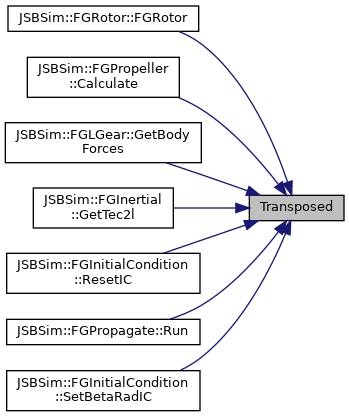 JSBSim::FGRotor::FGRotor
JSBSim::FGPropeller
::Calculate
JSBSim::FGLGear::GetBody
Forces
JSBSim::FGInertial
::GetTec2l
Transposed
JSBSim::FGInitialCondition
::ResetIC
JSBSim::FGPropagate::Run
JSBSim::FGInitialCondition
::SetBetaRadIC